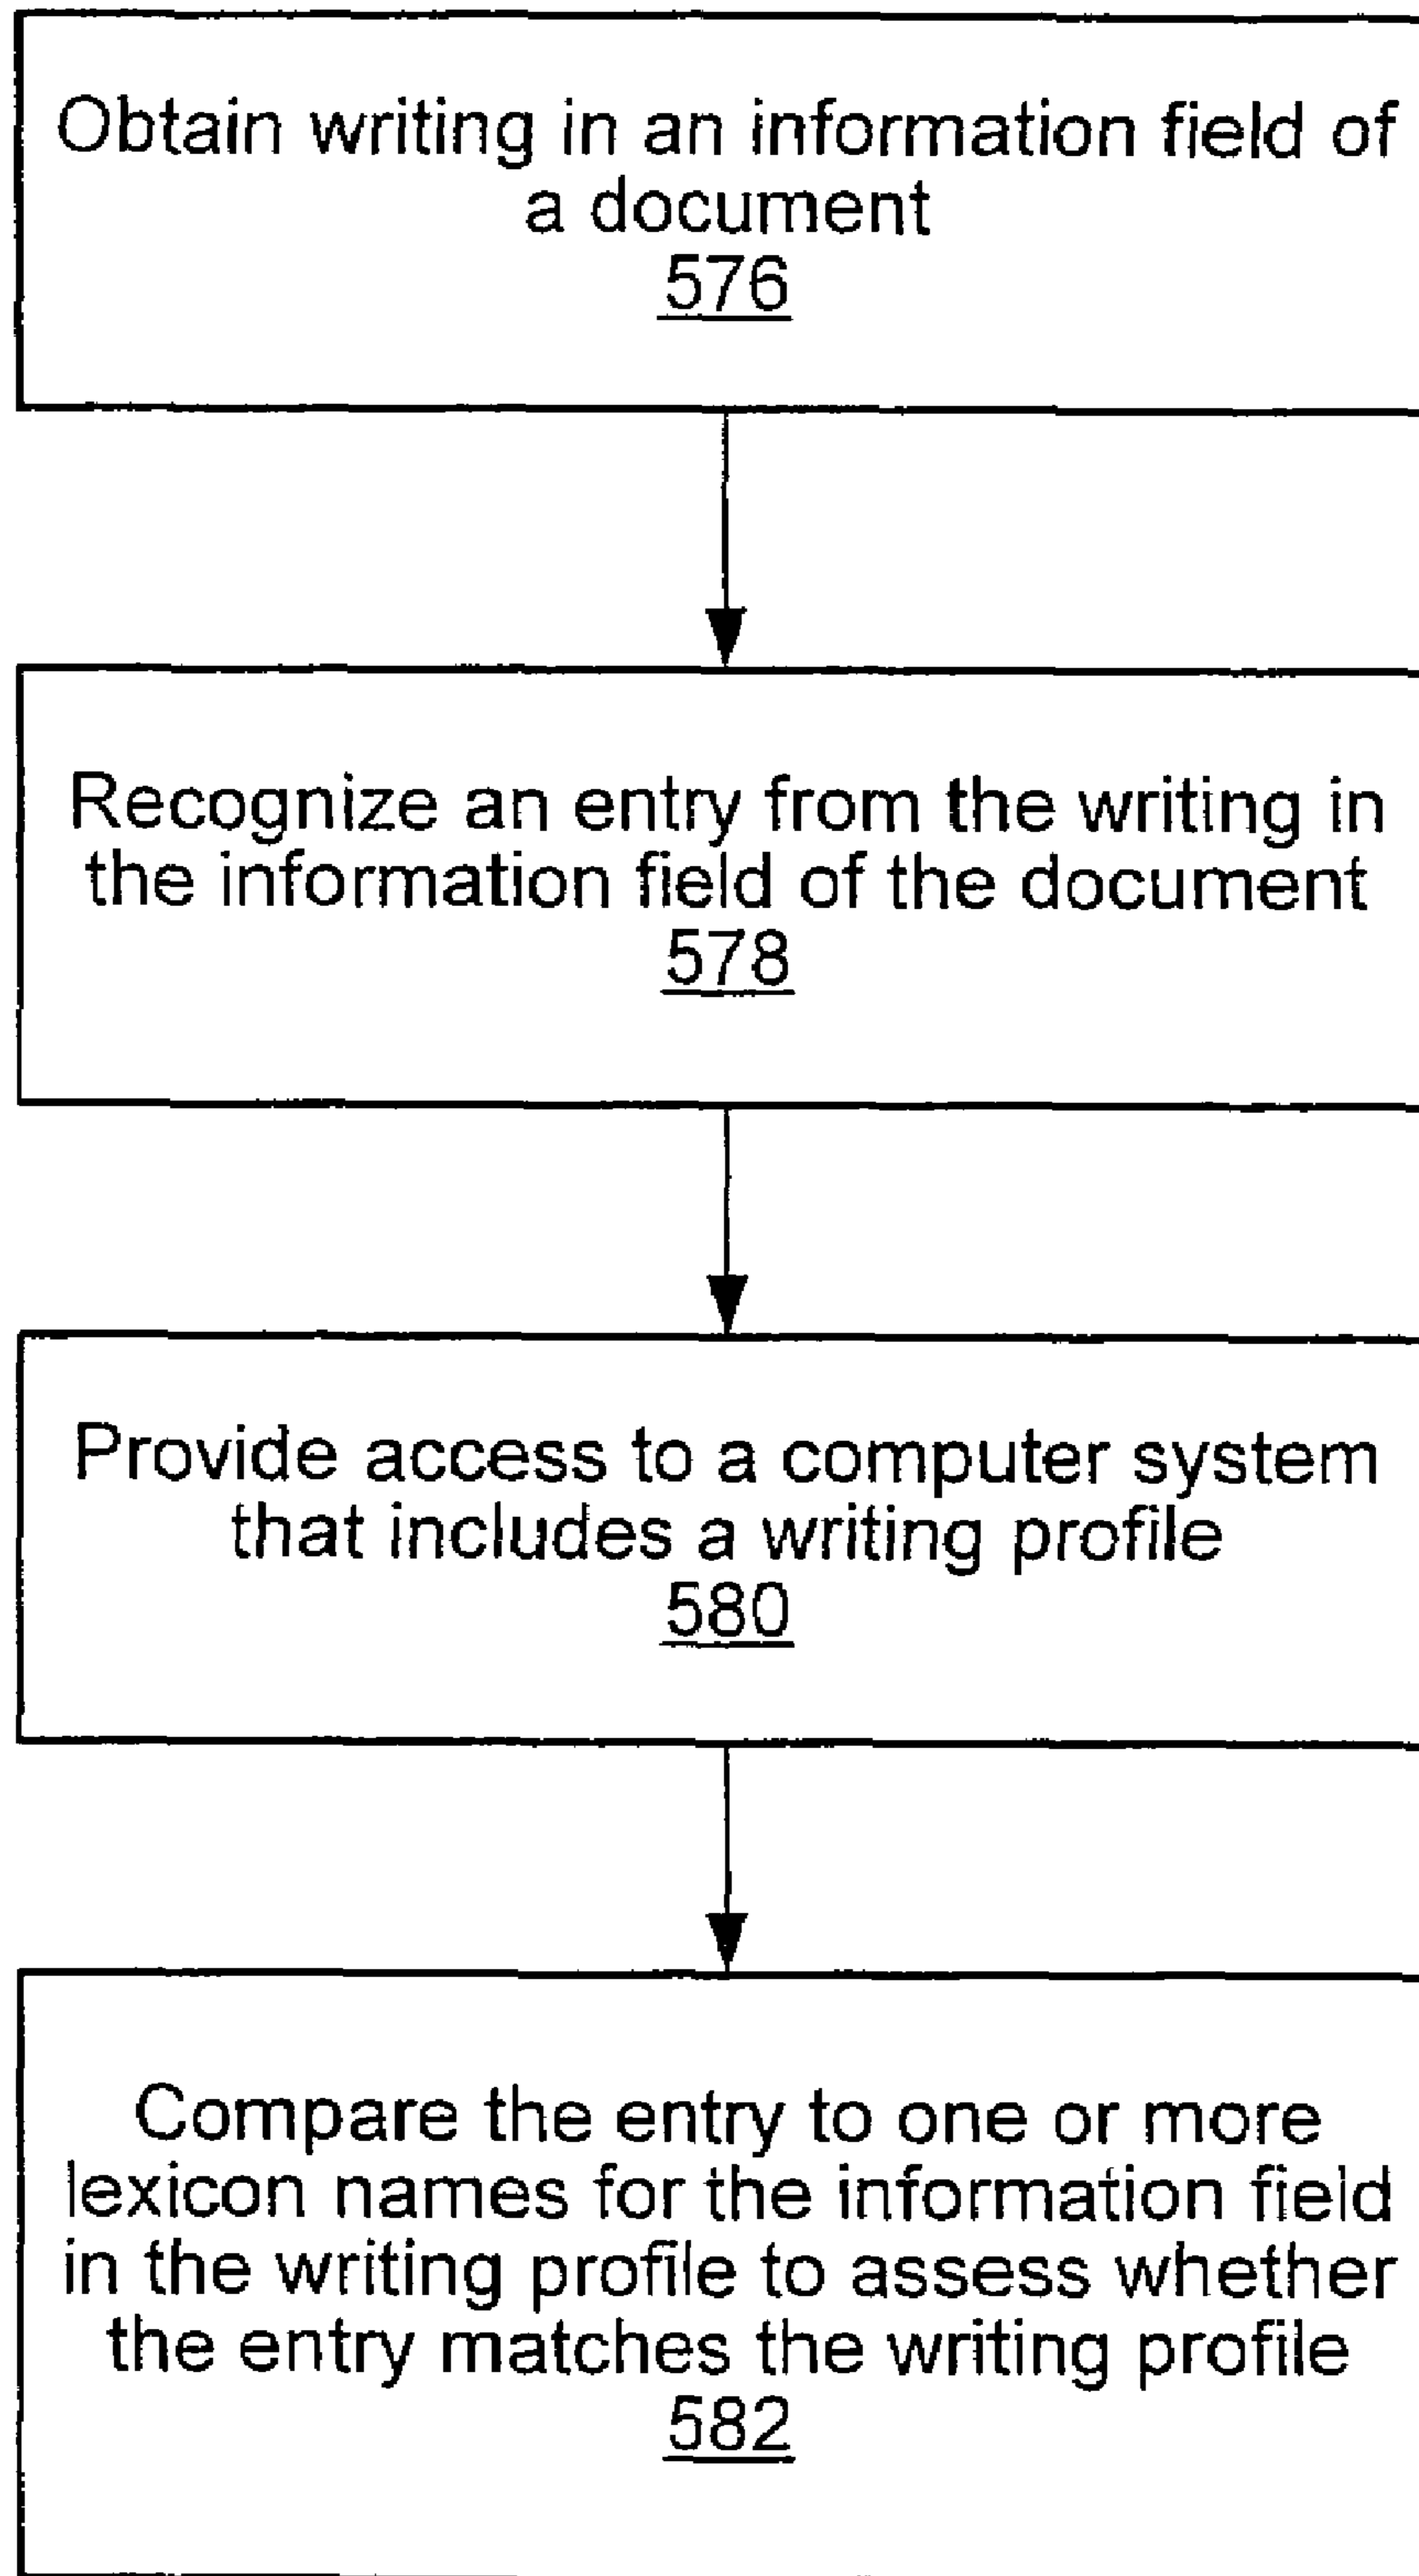 Obtain writing in an information field of
a document
576
Recognize an entry from the writing in
the information field of the document
578
Provide access to a computer system
that includes a writing profile
580
Compare the entry to one or more
lexicon names for the information field
in the writing profile to assess whether
the entry matches the writing profile
582